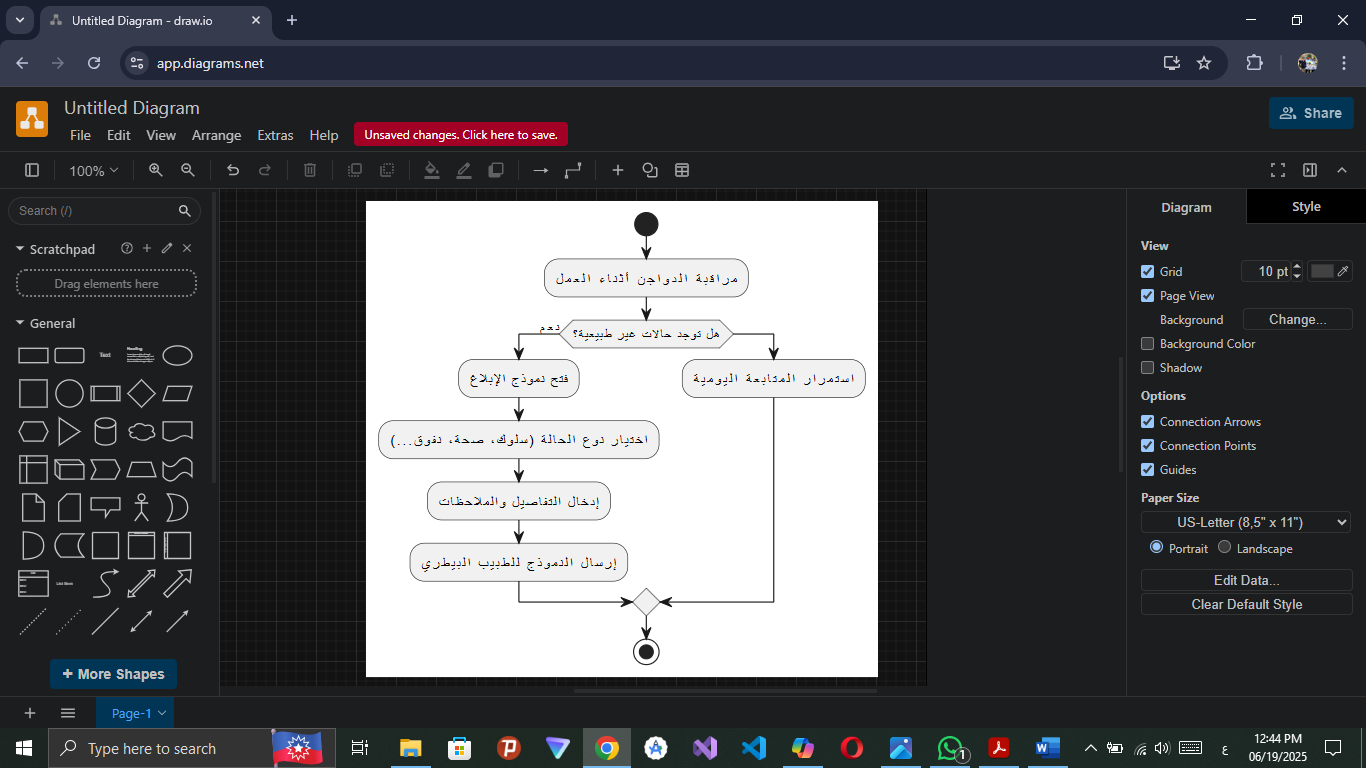 Untitled Diagram - draw.io
app.diagrams.net
Untitled Diagram
File Edit View Arrange Extras Help
Unsaved changes. Click here to save.
Share
100%
Search (/)
Scratchpad
Drag elements here
General
Text
Heading
List Item
More Shapes
مراقبة الدواجن أثناء العمل
هل توجد حالات غير طبيعية؟
نعم
فتح نموذج الإبلاغ
استمرار المتابعة اليومية
اختيار نوع الحالة (سلوك، صحة، نفوق...)
إدخال التفاصيل والملاحظات
إرسال النموذج للطبيب البيطري
Diagram
Style
View
Grid
10 pt
Page View
Background
Change...
Background Color
Shadow
Options
Connection Arrows
Connection Points
Guides
Paper Size
US-Letter (8,5" x 11")
Portrait
Landscape
Edit Data...
Clear Default Style
Page-1
Type here to search
1
ع
12:44 PM
06/19/2025